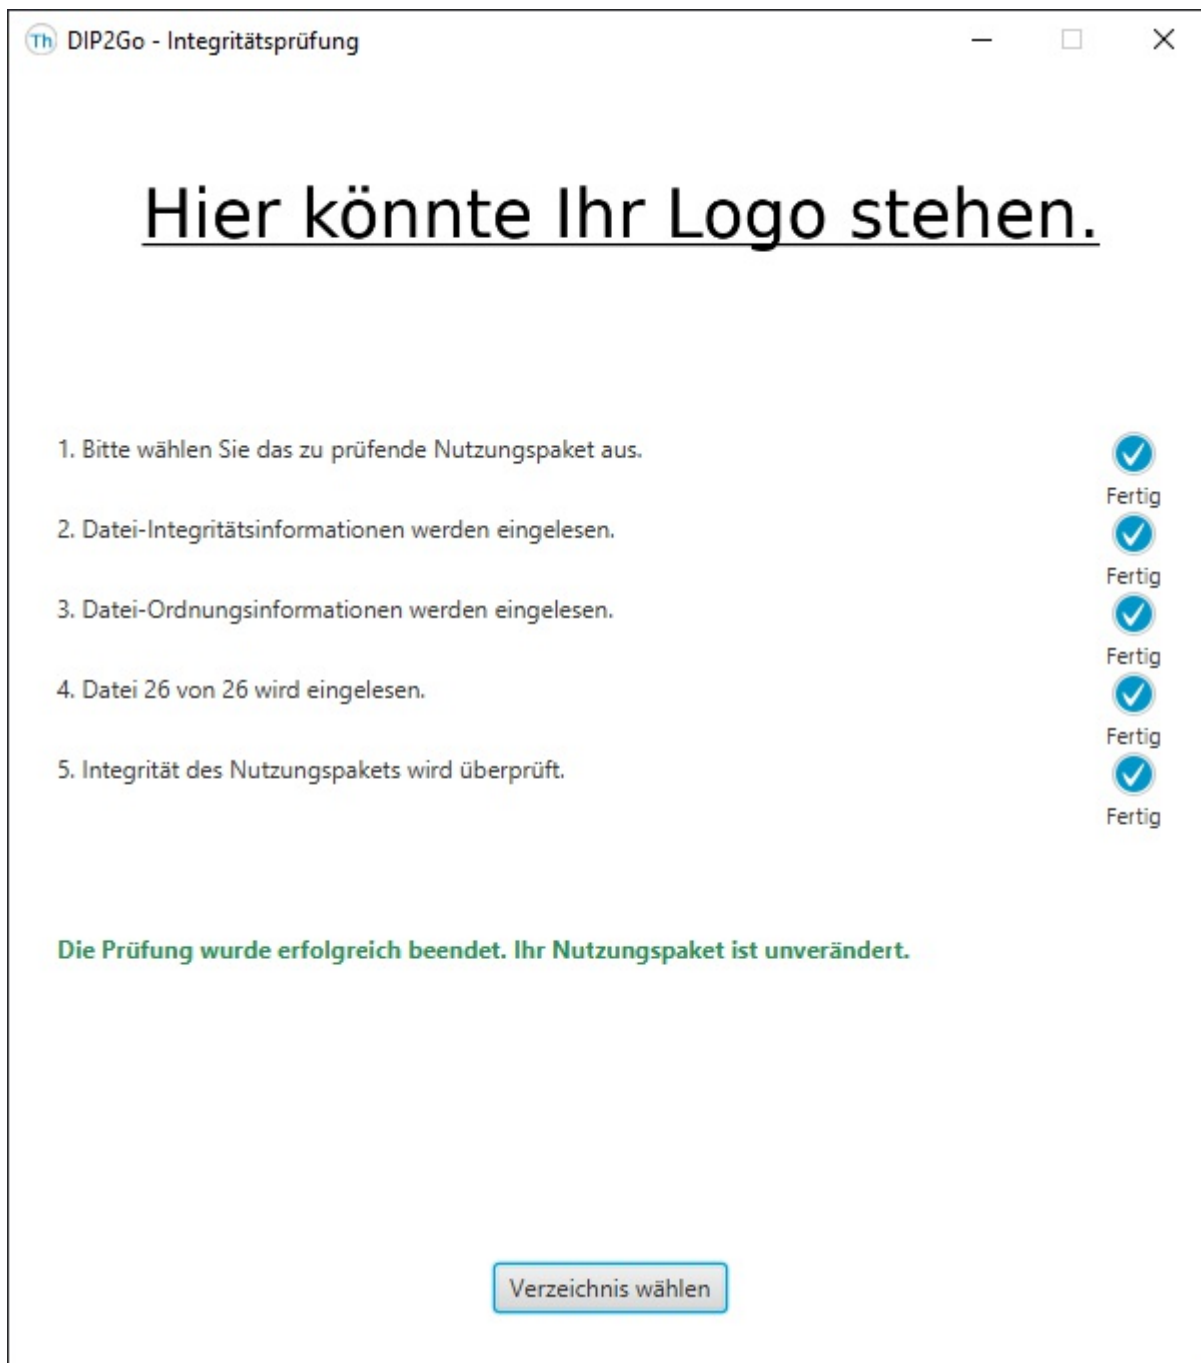 Th DIP2Go - Integritätsprüfung
Hier könnte Ihr Logo stehen.
1. Bitte wählen Sie das zu prüfende Nutzungspaket aus.
Fertig
2. Datei-Integritätsinformationen werden eingelesen.
Fertig
3. Datei-Ordnungsinformationen werden eingelesen.
Fertig
4. Datei 26 von 26 wird eingelesen.
Fertig
5. Integrität des Nutzungspakets wird überprüft.
Fertig
Die Prüfung wurde erfolgreich beendet. Ihr Nutzungspaket ist unverändert.
Verzeichnis wählen